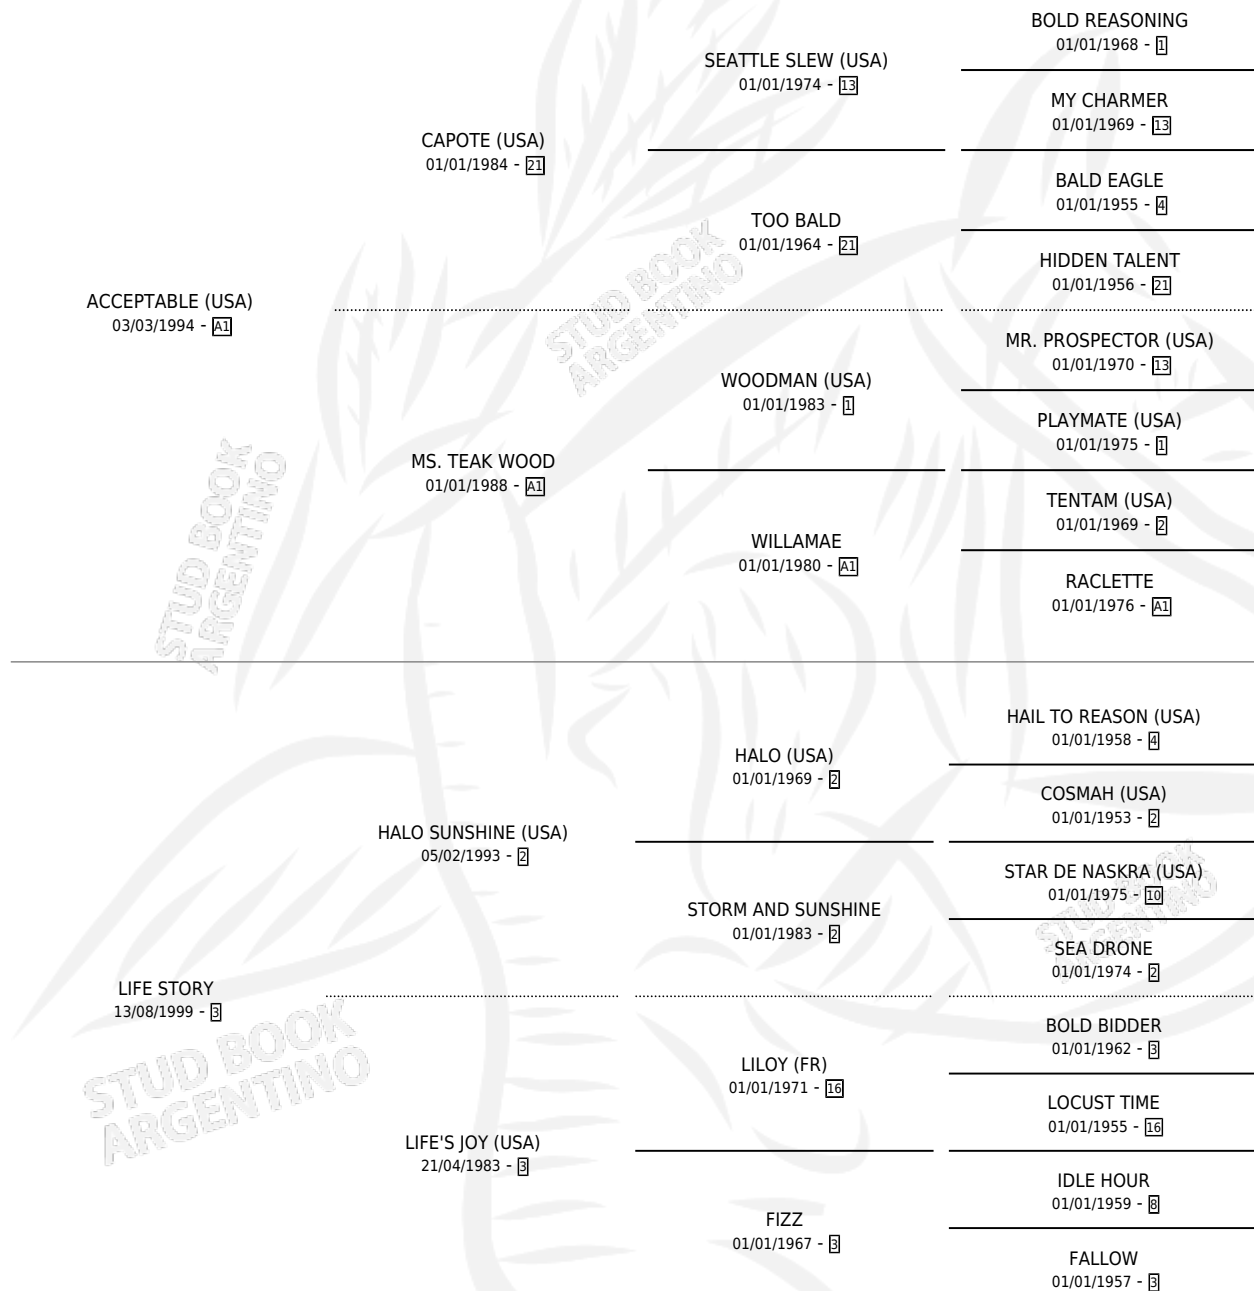 BOLD REASONING
01/01/1968 - 1
SEATTLE SLEW (USA)
01/01/1974 - 13
MY CHARMER
01/01/1969 - 13
CAPOTE (USA)
01/01/1984 - 21
BALD EAGLE
01/01/1955 - 4
TOO BALD
01/01/1964 - 21
HIDDEN TALENT
01/01/1956 - 21
ACCEPTABLE (USA)
03/03/1994 - A1
STUD BOOK
ARGENTINO
MR. PROSPECTOR (USA)
01/01/1970 - 13
WOODMAN (USA)
01/01/1983 - 1
PLAYMATE (USA)
01/01/1975 - 1
MS. TEAK WOOD
01/01/1988 - A1
TENTAM (USA)
01/01/1969 - 2
WILLAMAE
01/01/1980 - A1
RACLETTE
01/01/1976 - A1
STUD BOOK
ARGENTINO
HAIL TO REASON (USA)
01/01/1958 - 4
HALO (USA)
01/01/1969 - 2
COSMAH (USA)
01/01/1953 - 2
HALO SUNSHINE (USA)
05/02/1993 - 2
STAR DE NASKRA (USA)
01/01/1975 - 10
STUD BOOK
ARGENTINO
STORM AND SUNSHINE
01/01/1983 - 2
SEA DRONE
01/01/1974 - 2
LIFE STORY
13/08/1999 - 3
STUD BOOK
ARGENTINO
BOLD BIDDER
01/01/1962 - 3
LILOY (FR)
01/01/1971 - 16
LOCUST TIME
01/01/1955 - 16
LIFE'S JOY (USA)
21/04/1983 - 3
IDLE HOUR
01/01/1959 - 8
FIZZ
01/01/1967 - 3
FALLOW
01/01/1957 - 3